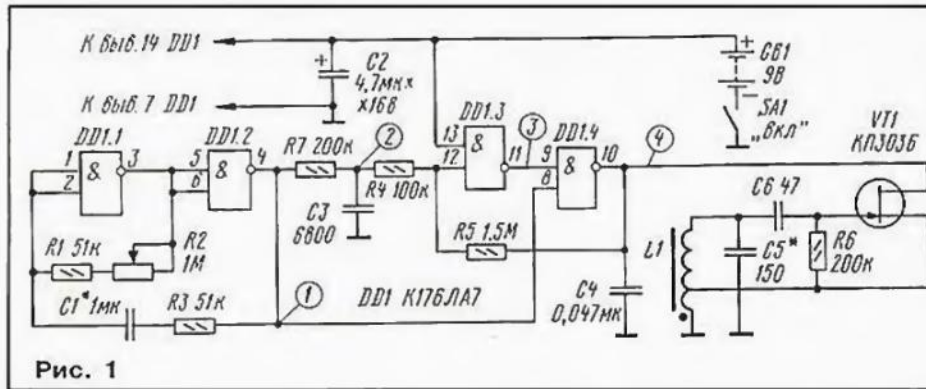 К выв.14 DD1
К выв.7 DD1
+
C2
4,7мк×
×16В
+
GB1
9В
–
SA1
„Вкл"
DD1.1
1
2
&
3
DD1.2
5
6
&
4
R7 200к
2
R4 100к
DD1.3
13
12
&
11
3
DD1.4
9
8
&
10
4
VT1
КП303Б
R1 51к
R2
1М
C3
6800
R5 1.5М
C6 47
L1
C5*
150
R6
200к
C1* 1мк
R3 51к
1
DD1 К176ЛА7
C4
0,047мк
Рис. 1